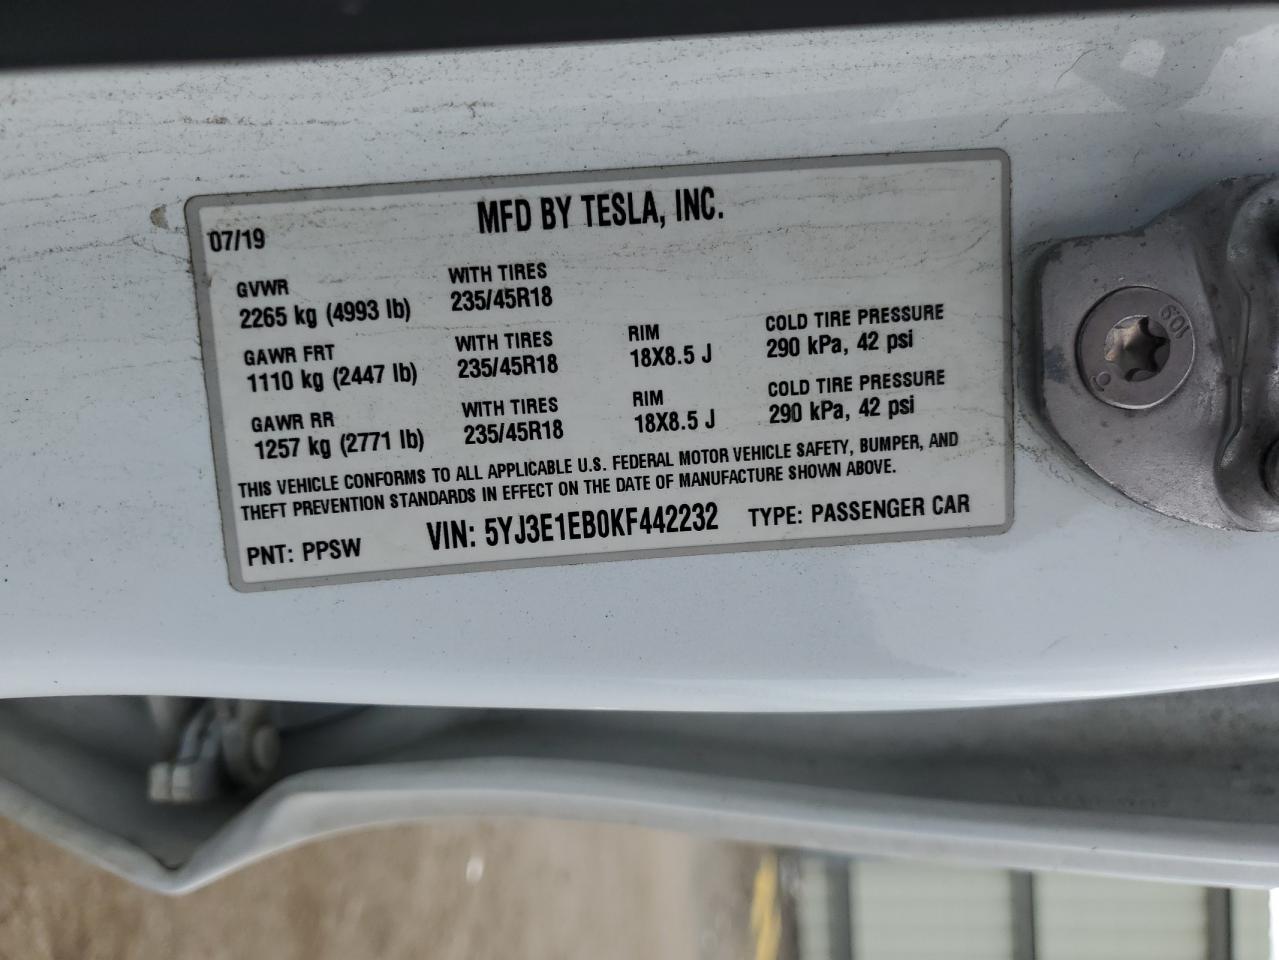 MFD BY TESLA, INC.
07/19
GVWR WITH TIRES
2265 kg (4993 lb) 235/45R18
GAWR FRT WITH TIRES RIM COLD TIRE PRESSURE
1110 kg (2447 lb) 235/45R18 18X8.5 J 290 kPa, 42 psi
GAWR RR WITH TIRES RIM COLD TIRE PRESSURE
1257 kg (2771 lb) 235/45R18 18X8.5 J 290 kPa, 42 psi
THIS VEHICLE CONFORMS TO ALL APPLICABLE U.S. FEDERAL MOTOR VEHICLE SAFETY, BUMPER, AND
THEFT PREVENTION STANDARDS IN EFFECT ON THE DATE OF MANUFACTURE SHOWN ABOVE.
PNT: PPSW VIN: 5YJ3E1EB0KF442232 TYPE: PASSENGER CAR
10.9